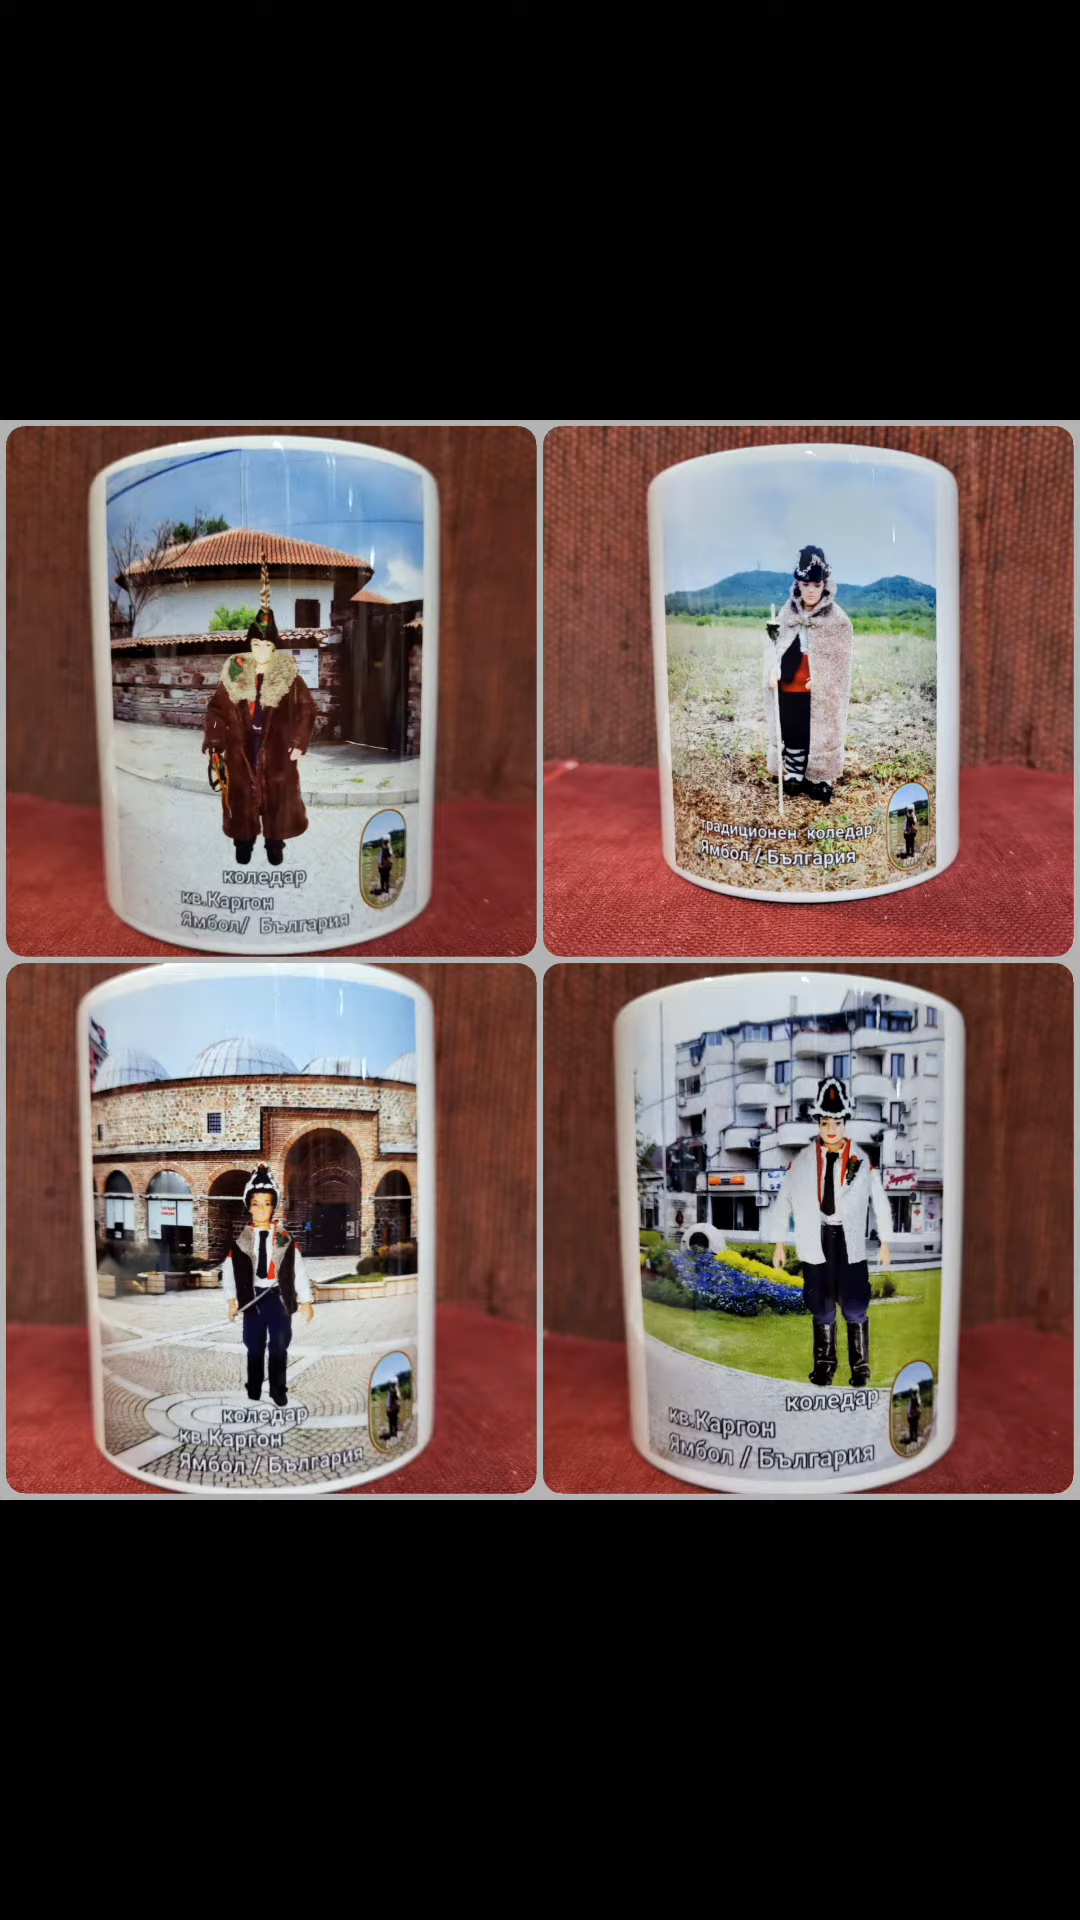 коледар
кв.Каргон
Ямбол/ България
традиционен коледар
Ямбол / България
коледар
кв.Каргон
Ямбол / България
коледар
кв.Каргон
Ямбол / България